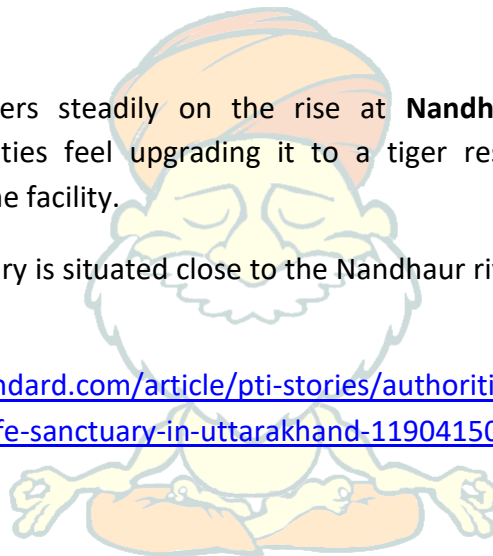 ers steadily on the rise at Nandh
ties feel upgrading it to a tiger res
e facility.
ry is situated close to the Nandhaur ri
ndard.com/article/pti-stories/authoriti
fe-sanctuary-in-uttarakhand-11904150